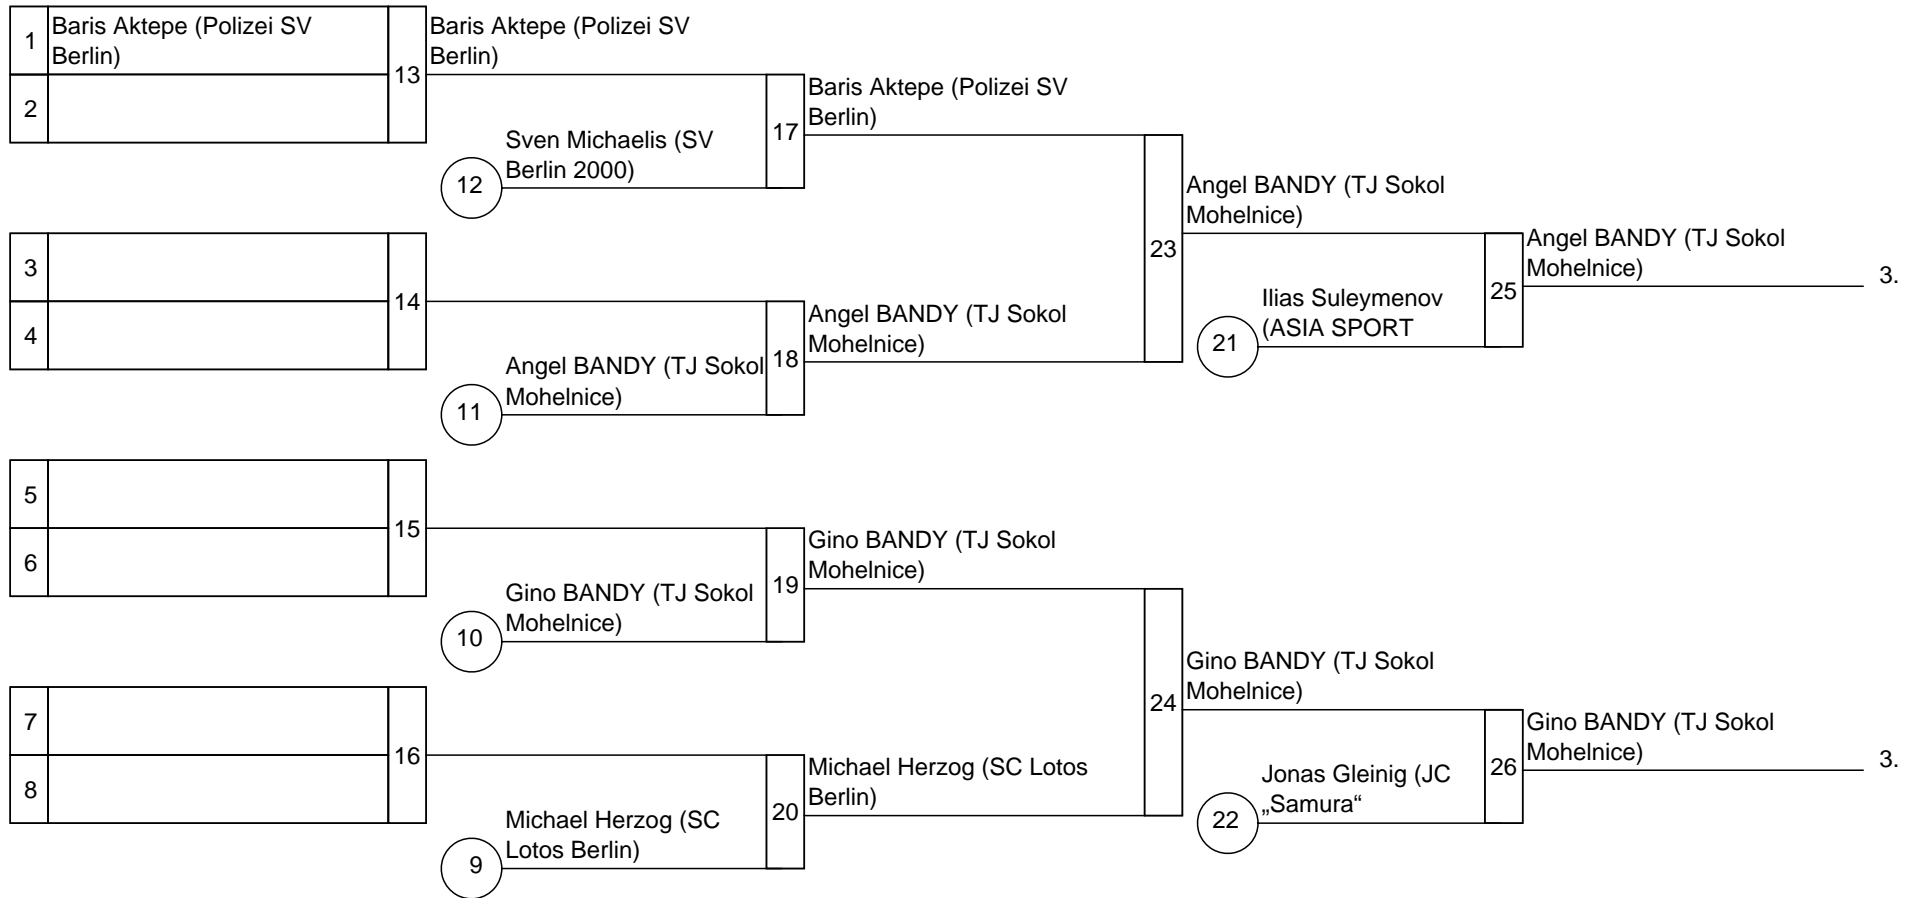 1
Baris Aktepe (Polizei SV
Berlin)
2
13
Baris Aktepe (Polizei SV
Berlin)
12
Sven Michaelis (SV
Berlin 2000)
17
Baris Aktepe (Polizei SV
Berlin)
3
4
14
11
Angel BANDY (TJ Sokol
Mohelnice)
18
Angel BANDY (TJ Sokol
Mohelnice)
23
Angel BANDY (TJ Sokol
Mohelnice)
21
Ilias Suleymenov
(ASIA SPORT
25
Angel BANDY (TJ Sokol
Mohelnice)
3.
5
6
15
10
Gino BANDY (TJ Sokol
Mohelnice)
19
Gino BANDY (TJ Sokol
Mohelnice)
7
8
16
9
Michael Herzog (SC
Lotos Berlin)
20
Michael Herzog (SC Lotos
Berlin)
24
Gino BANDY (TJ Sokol
Mohelnice)
22
Jonas Gleinig (JC
„Samura“
26
Gino BANDY (TJ Sokol
Mohelnice)
3.